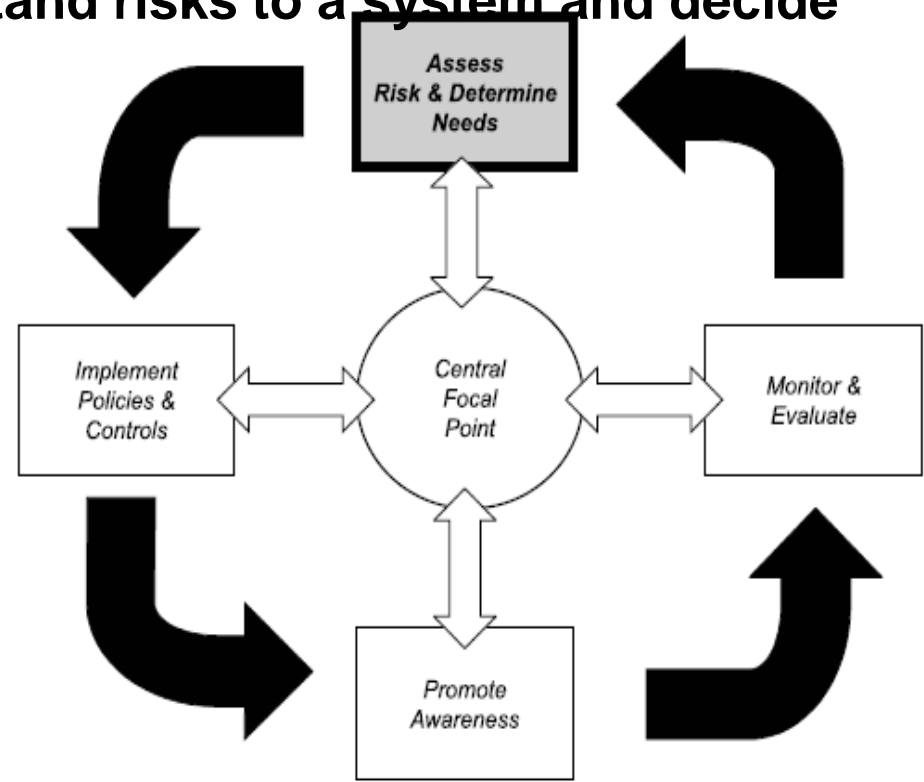 and risks to a system and decide
Assess
Risk & Determine
Needs
Implement
Policies &
Controls
Central
Focal
Point
Monitor &
Evaluate
Promote
Awareness